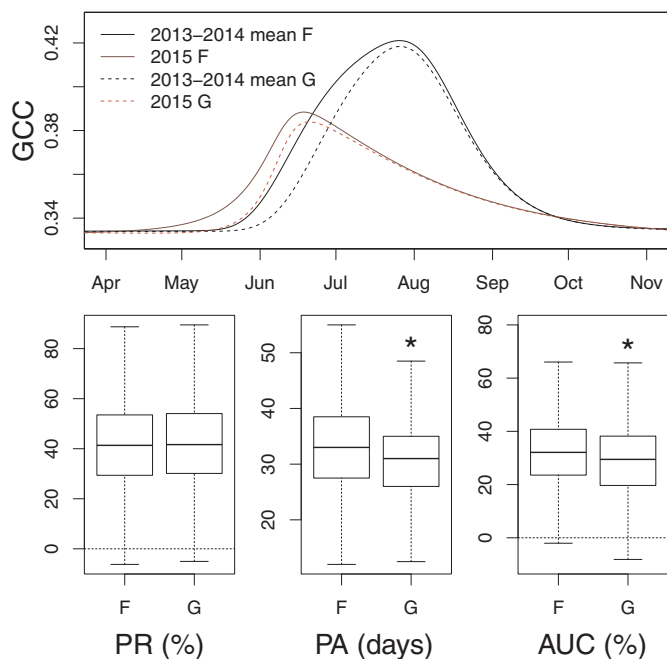 2013−2014 mean F
2015 F
2013−2014 mean G
2015 G
GCC
0.42
0.38
0.34
Apr May Jun Jul Aug Sep Oct Nov
80
60
40
20
0
F G
PR (%)
50
40
30
20
*
F G
PA (days)
80
60
40
20
0
*
F G
AUC (%)